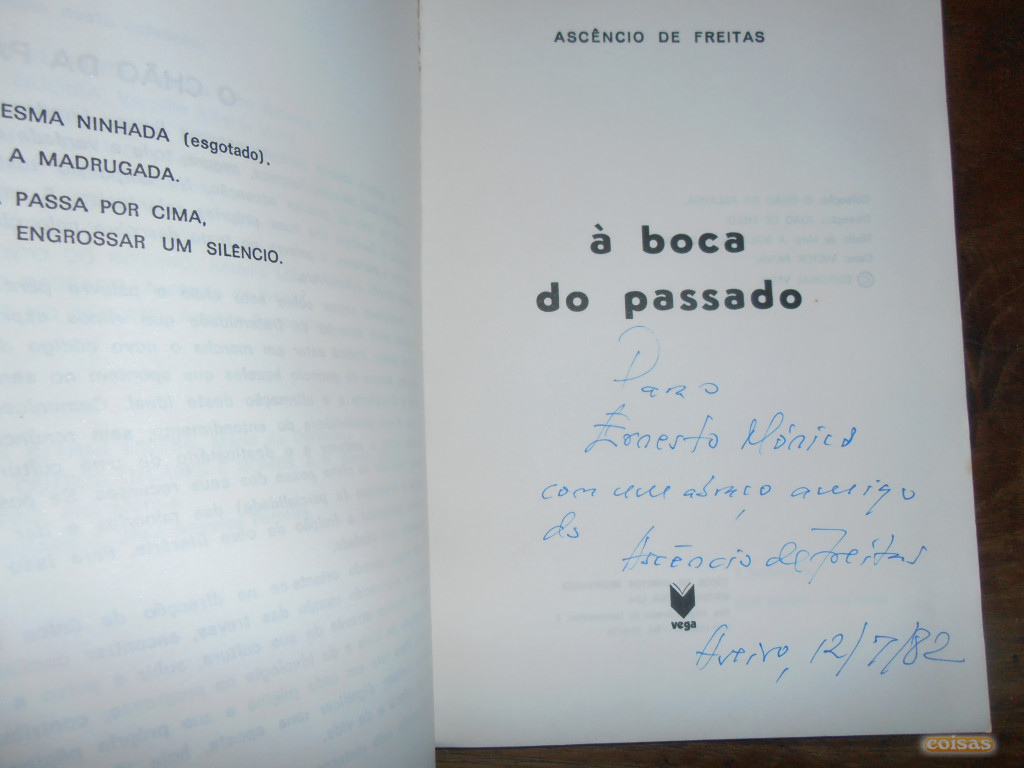 ESMA NINHADA (esgotado).
A MADRUGADA.
PASSA POR CIMA,
ENGROSSAR UM SILÊNCIO.
ASCÊNCIO DE FREITAS
à boca
do passado
Para
Ernesto Mónica
com um abraço amigo
do
Ascêncio de Freitas
vega
Aveiro, 12/7/82
coisas